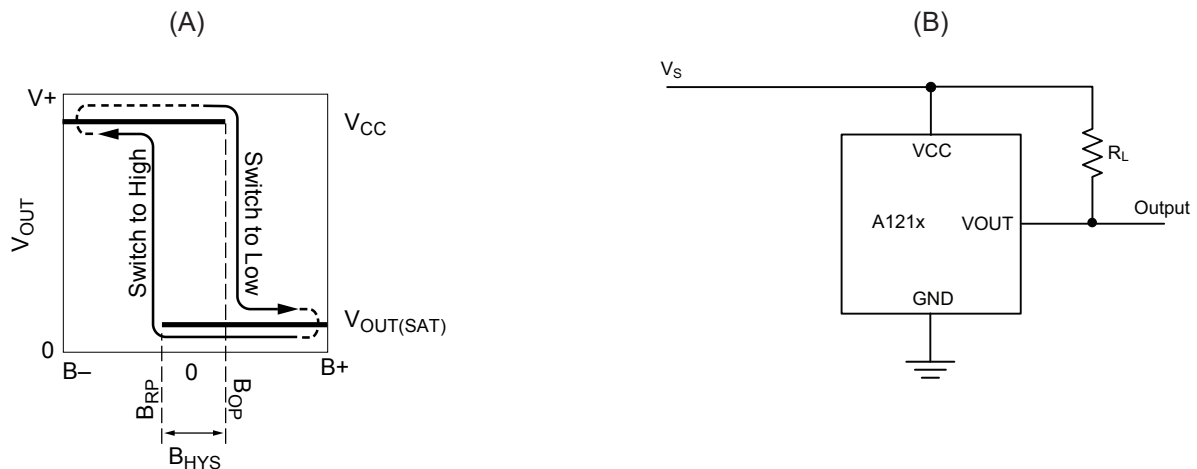 (A)
V+
VCC
Switch to High
Switch to Low
VOUT
VOUT(SAT)
0
B–
0
B+
BRP
BOP
BHYS
(B)
VS
VCC
RL
A121x
VOUT
Output
GND